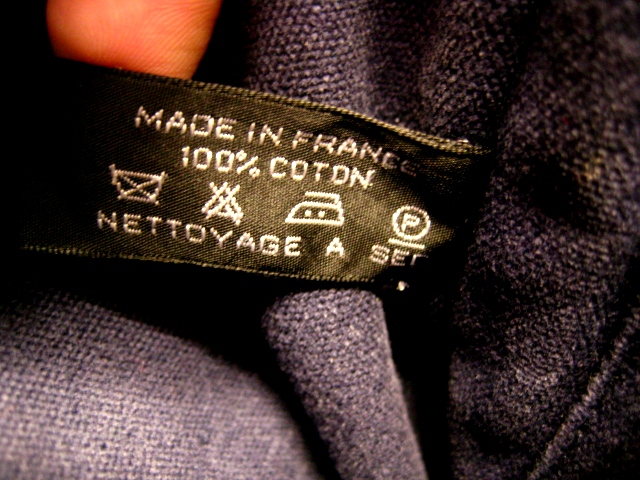 MADE IN FRANCE
100% COTON
P
NETTOYAGE A